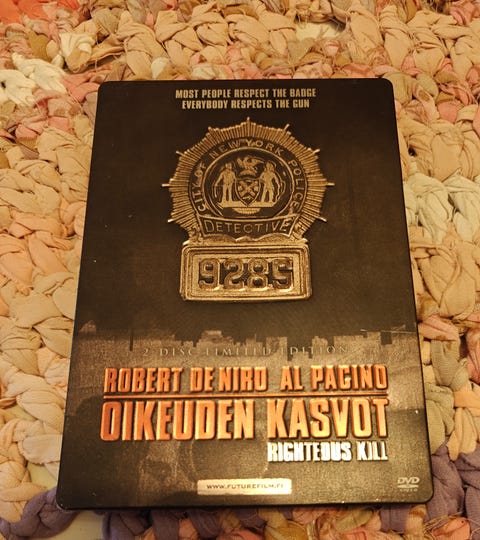 MOST PEOPLE RESPECT THE BADGE
EVERYBODY RESPECTS THE GUN
CITY OF NEW YORK POLICE
DETECTIVE
9285
2 DISC LIMITED EDITION
ROBERT DE NIRO AL PACINO
OIKEUDEN KASVOT
RIGHTEOUS KILL
WWW.FUTUREFILM.FI
DVD
VIDEO